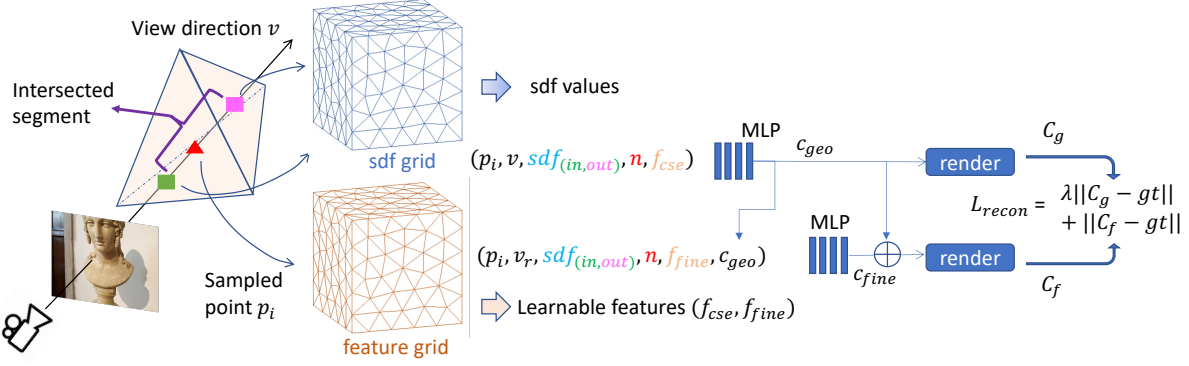 View direction v
Intersected
segment
sdf grid
sdf values
(p_i, v, sdf_(in,out), n, f_cse)
MLP
c_geo
render
C_g
L_recon = λ||C_g − gt||
+ ||C_f − gt||
(p_i, v_r, sdf_(in,out), n, f_fine, c_geo)
MLP
c_fine
render
C_f
Sampled
point p_i
Learnable features (f_cse, f_fine)
feature grid